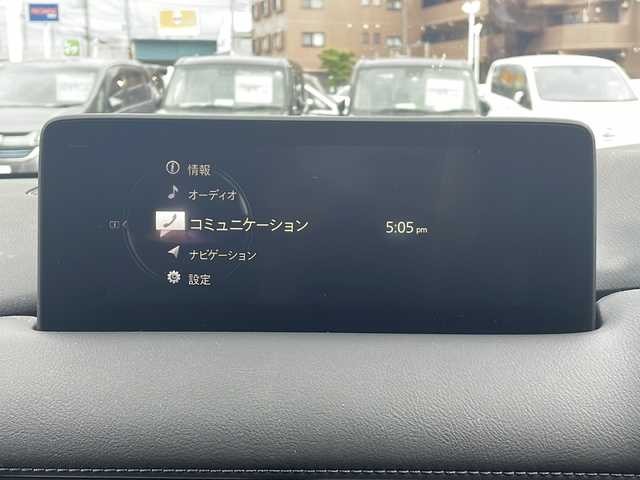 情報
オーディオ
コミュニケーション
5:05 pm
ナビゲーション
設定